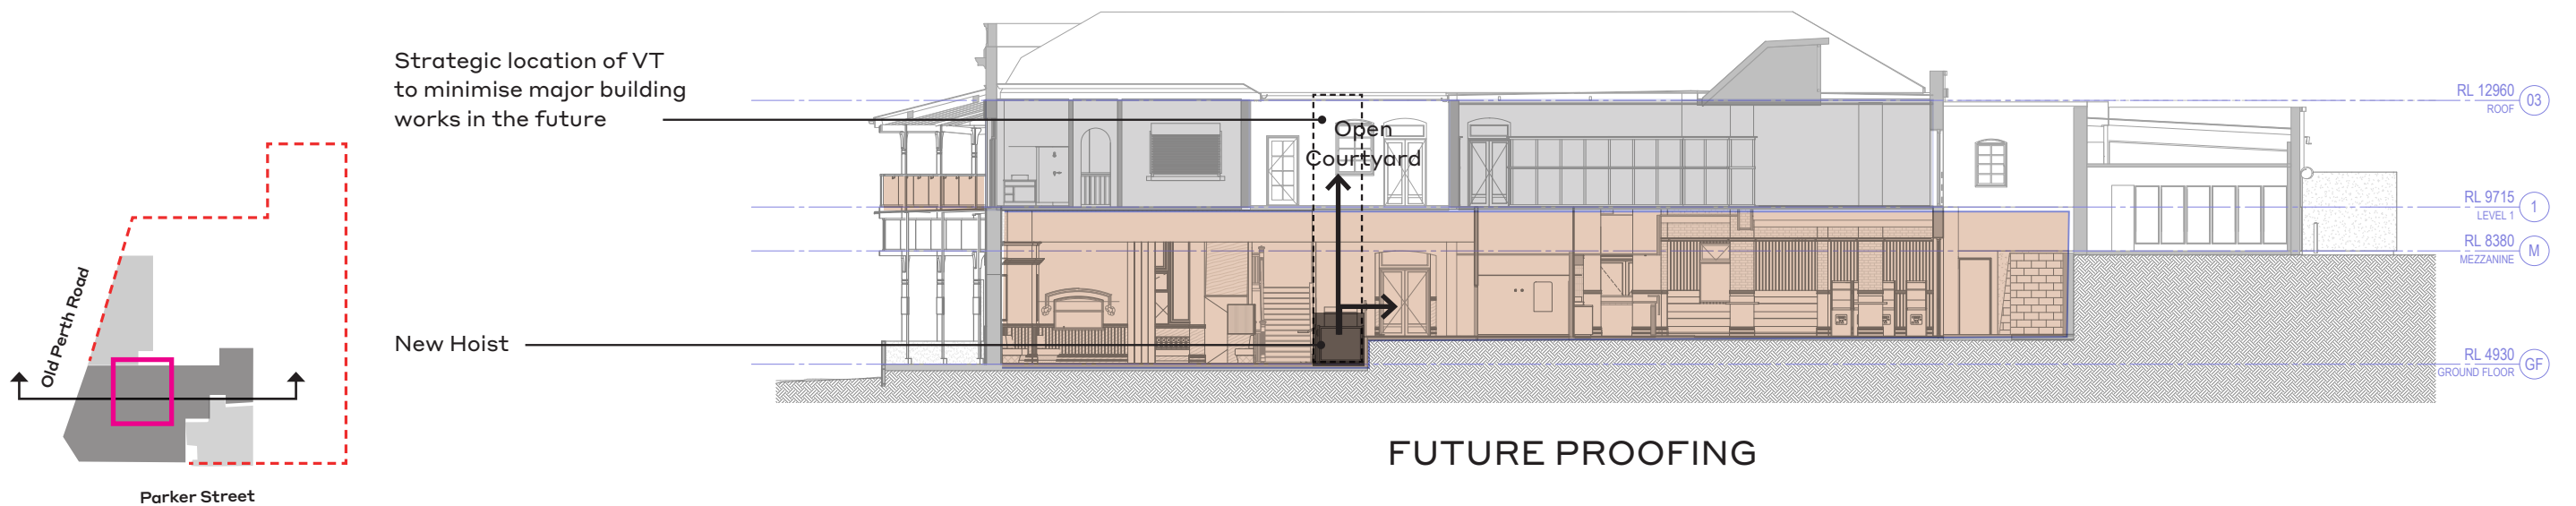 Strategic location of VT
to minimise major building
works in the future
Open
Courtyard
New Hoist
Old Perth Road
Parker Street
RL 12960
ROOF
03
RL 9715
LEVEL 1
1
RL 8380
MEZZANINE
M
RL 4930
GROUND FLOOR
GF
FUTURE PROOFING